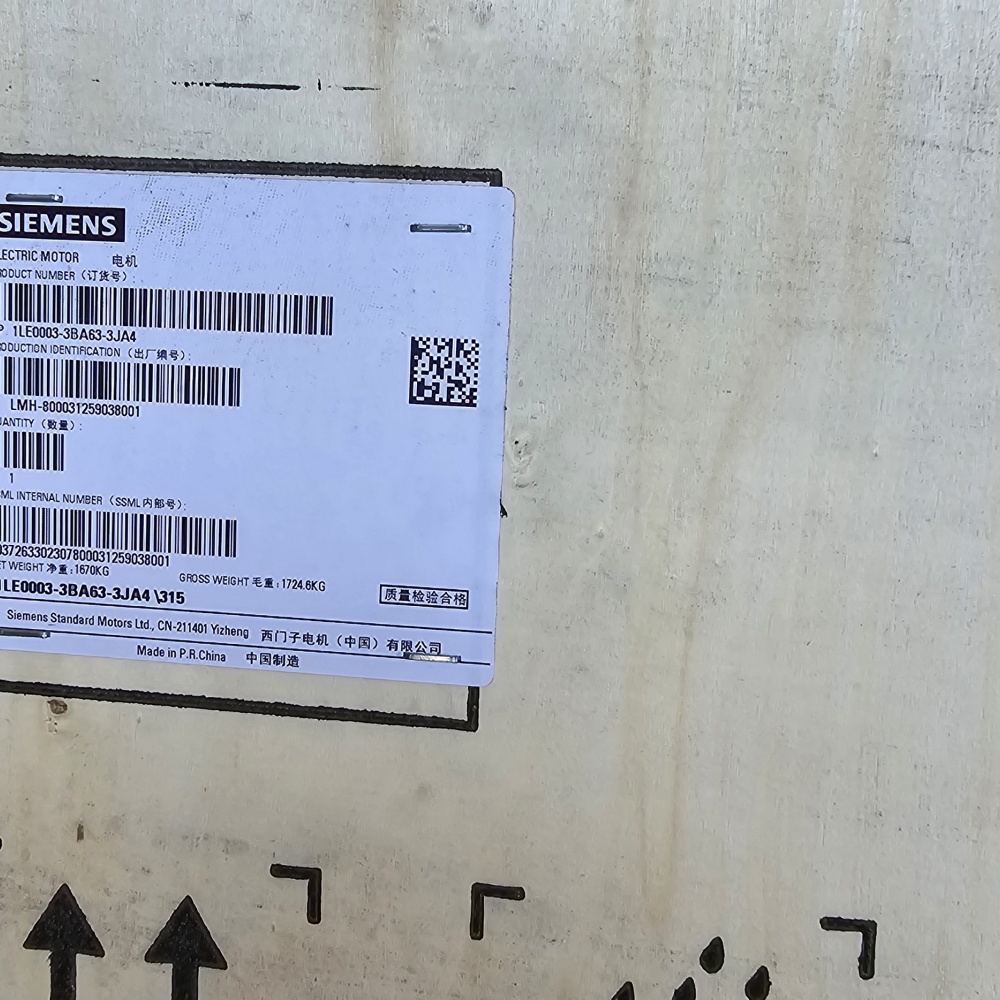 SIEMENS
LECTRIC MOTOR 电机
RODUCT NUMBER（订货号）:
P 1LE0003-3BA63-3JA4
RODUCTION IDENTIFICATION（出厂编号）:
LMH-800031259038001
UANTITY（数量）:
1
SML INTERNAL NUMBER（SSML内部号）:
037263302307800031259038001
ET WEIGHT 净重:1670KG
GROSS WEIGHT 毛重:1724.6KG
1LE0003-3BA63-3JA4 \315
质量检验合格
Siemens Standard Motors Ltd., CN-211401 Yizheng 西门子电机（中国）有限公司
Made in P.R.China 中国制造